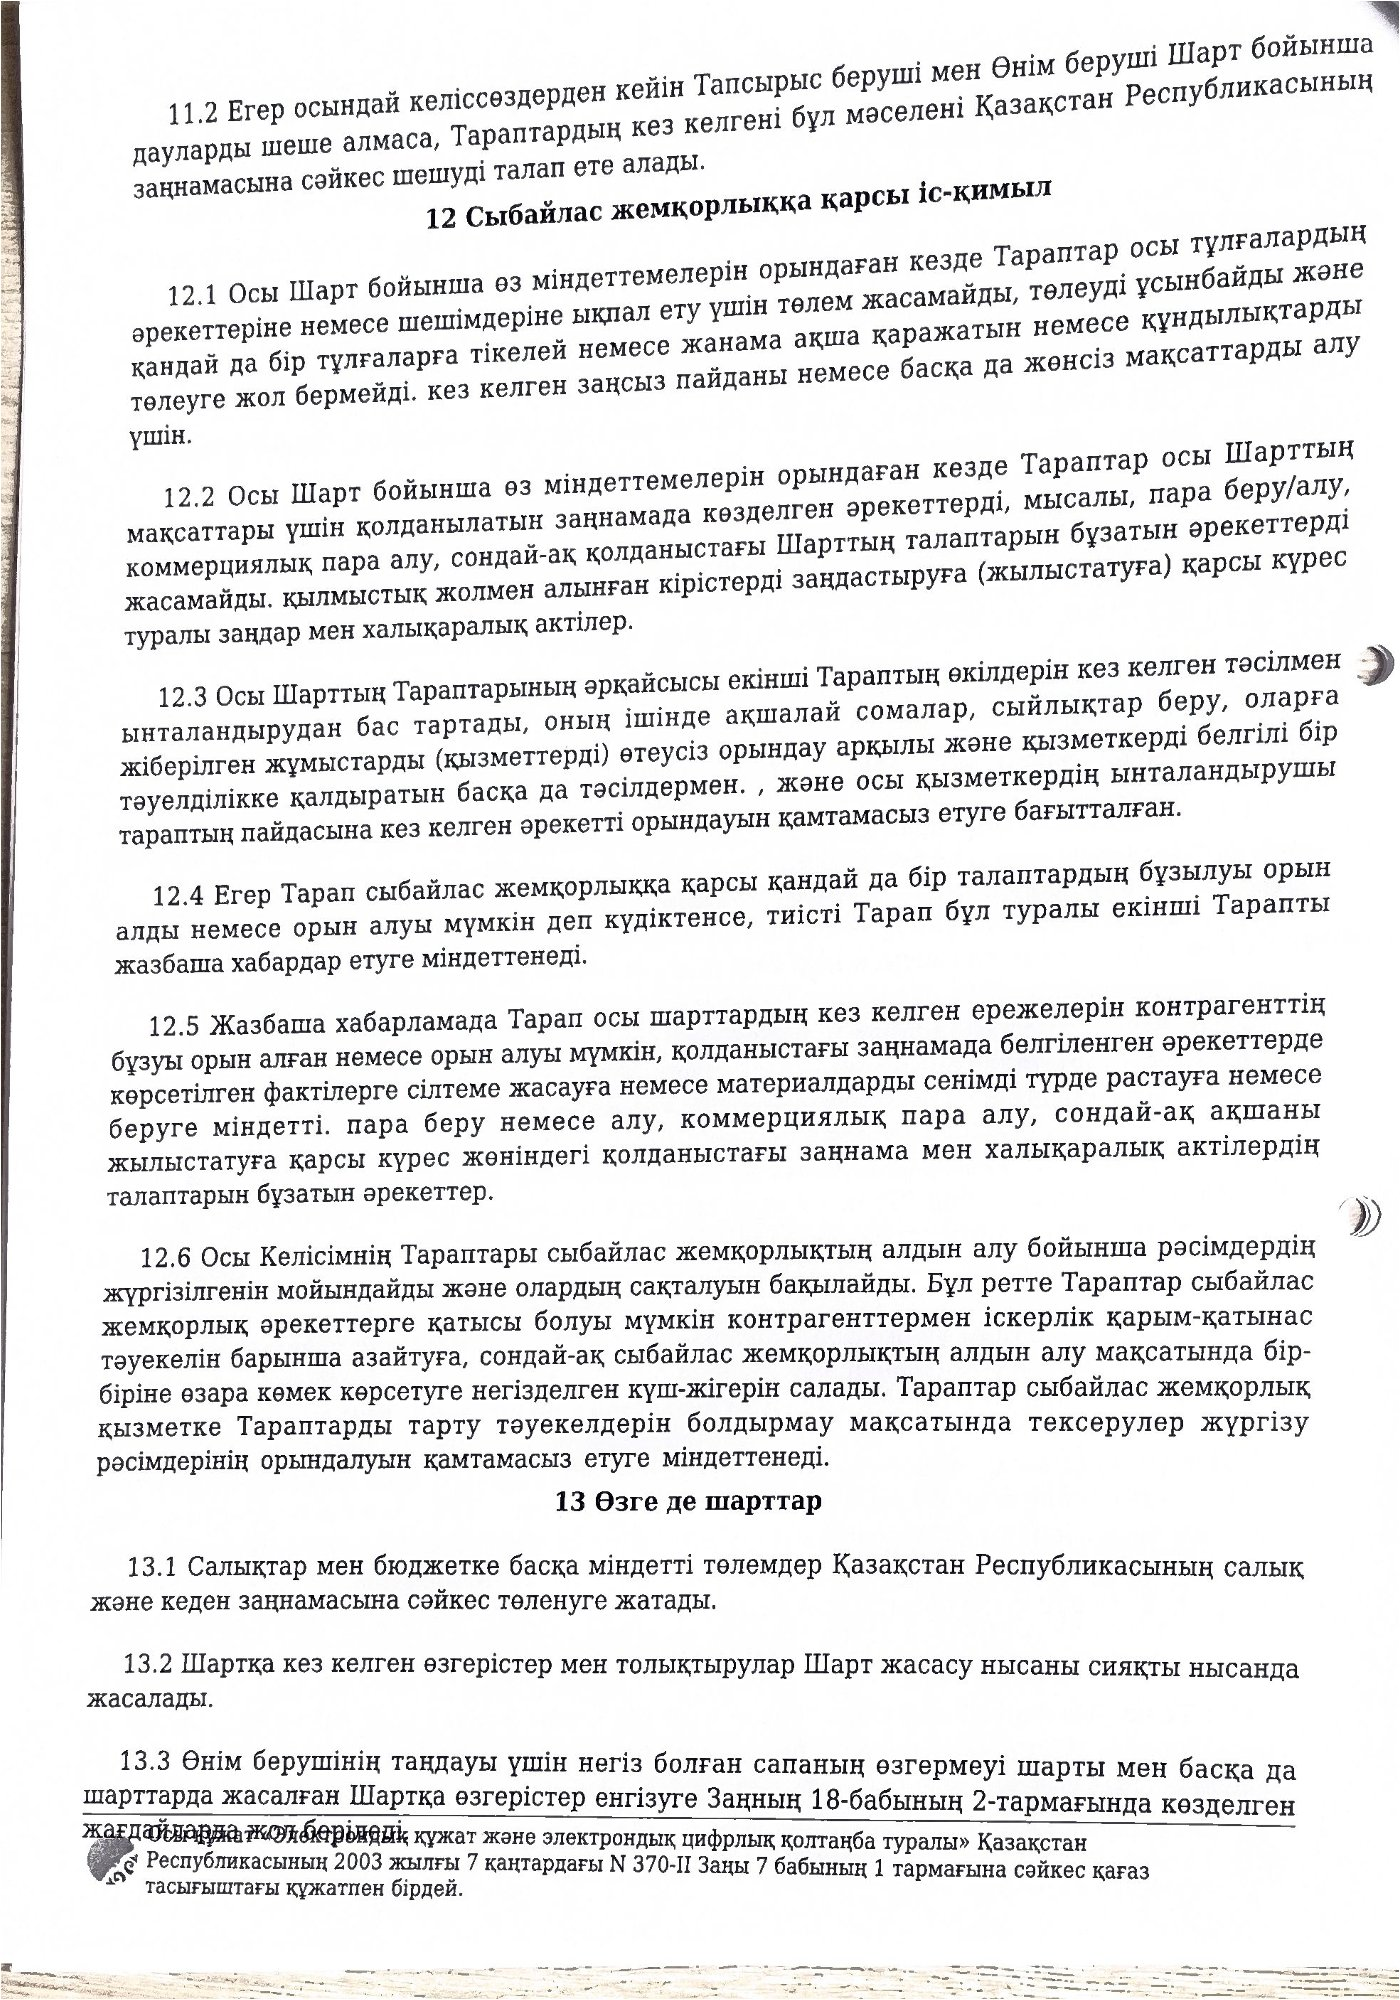 11.2 Егер осындай келіссөздерден кейін Тапсырыс беруші мен Өнім беруші Шарт бойынша
дауларды шеше алмаса, Тараптардың кез келгені бұл мәселені Қазақстан Республикасының
заңнамасына сәйкес шешуді талап ете алады.
12 Сыбайлас жемқорлыққа қарсы іс-қимыл
12.1 Осы Шарт бойынша өз міндеттемелерін орындаған кезде Тараптар осы тұлғалардың
әрекеттеріне немесе шешімдеріне ықпал ету үшін төлем жасамайды, төлеуді ұсынбайды және
қандай да бір тұлғаларға тікелей немесе жанама ақша қаражатын немесе құндылықтарды
төлеуге жол бермейді. кез келген заңсыз пайданы немесе басқа да жөнсіз мақсаттарды алу
үшін.
12.2 Осы Шарт бойынша өз міндеттемелерін орындаған кезде Тараптар осы Шарттың
мақсаттары үшін қолданылатын заңнамада көзделген әрекеттерді, мысалы, пара беру/алу,
коммерциялық пара алу, сондай-ақ қолданыстағы Шарттың талаптарын бұзатын әрекеттерді
жасамайды. қылмыстық жолмен алынған кірістерді заңдастыруға (жылыстатуға) қарсы күрес
туралы заңдар мен халықаралық актілер.
12.3 Осы Шарттың Тараптарының әрқайсысы екінші Тараптың өкілдерін кез келген тәсілмен
ынталандырудан бас тартады, оның ішінде ақшалай сомалар, сыйлықтар беру, оларға
жіберілген жұмыстарды (қызметтерді) өтеусіз орындау арқылы және қызметкерді белгілі бір
тәуелділікке қалдыратын басқа да тәсілдермен. , және осы қызметкердің ынталандырушы
тараптың пайдасына кез келген әрекетті орындауын қамтамасыз етуге бағытталған.
12.4 Егер Тарап сыбайлас жемқорлыққа қарсы қандай да бір талаптардың бұзылуы орын
алды немесе орын алуы мүмкін деп күдіктенсе, тиісті Тарап бұл туралы екінші Тарапты
жазбаша хабардар етуге міндеттенеді.
12.5 Жазбаша хабарламада Тарап осы шарттардың кез келген ережелерін контрагенттің
бұзуы орын алған немесе орын алуы мүмкін, қолданыстағы заңнамада белгіленген әрекеттерде
көрсетілген фактілерге сілтеме жасауға немесе материалдарды сенімді түрде растауға немесе
беруге міндетті. пара беру немесе алу, коммерциялық пара алу, сондай-ақ ақшаны
жылыстатуға қарсы күрес жөніндегі қолданыстағы заңнама мен халықаралық актілердің
талаптарын бұзатын әрекеттер.
12.6 Осы Келісімнің Тараптары сыбайлас жемқорлықтың алдын алу бойынша рәсімдердің
жүргізілгенін мойындайды және олардың сақталуын бақылайды. Бұл ретте Тараптар сыбайлас
жемқорлық әрекеттерге қатысы болуы мүмкін контрагенттермен іскерлік қарым-қатынас
тәуекелін барынша азайтуға, сондай-ақ сыбайлас жемқорлықтың алдын алу мақсатында бір-
біріне өзара көмек көрсетуге негізделген күш-жігерін салады. Тараптар сыбайлас жемқорлық
қызметке Тараптарды тарту тәуекелдерін болдырмау мақсатында тексерулер жүргізу
рәсімдерінің орындалуын қамтамасыз етуге міндеттенеді.
13 Өзге де шарттар
13.1 Салықтар мен бюджетке басқа міндетті төлемдер Қазақстан Республикасының салық
және кеден заңнамасына сәйкес төленуге жатады.
13.2 Шартқа кез келген өзгерістер мен толықтырулар Шарт жасасу нысаны сияқты нысанда
жасалады.
13.3 Өнім берушінің таңдауы үшін негіз болған сапаның өзгермеуі шарты мен басқа да
шарттарда жасалған Шартқа өзгерістер енгізуге Заңның 18-бабының 2-тармағында көзделген
жағдайларда жол беріледі.
Осы құжат «Электрондық құжат және электрондық цифрлық қолтаңба туралы» Қазақстан
Республикасының 2003 жылғы 7 қаңтардағы N 370-II Заңы 7 бабының 1 тармағына сәйкес қағаз
тасығыштағы құжатпен бірдей.